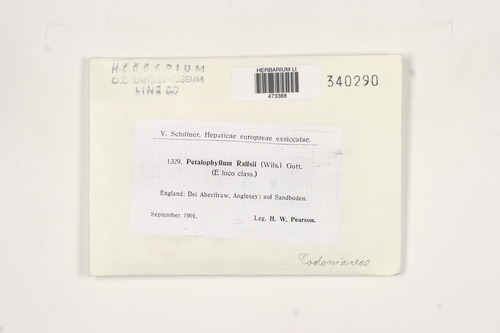 HERBARIUM
O.Ö. LANDESMUSEUM
LINZ
HERBARIUM LI
473388
340290
V. Schiffner, Hepaticae europaeae exsiccatae.
1329. Petalophyllum Ralfsii (Wils.) Gott.
(E loco class.)
England: Bei Aberffraw, Anglesey; auf Sandboden.
September 1901.
Leg. H. W. Pearson.
Codoniaceae